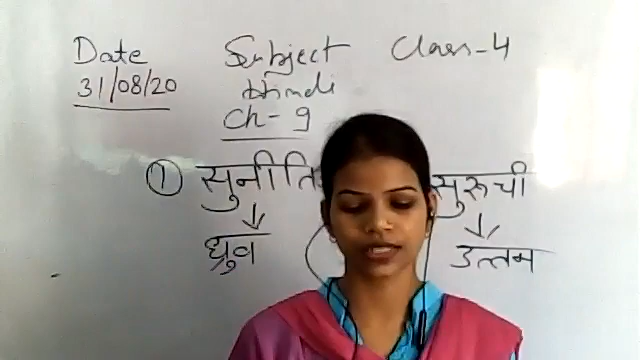 Date Subject Class-4
31/08/20 Hindi
Ch-9
① सुनीति सुरुची
ध्रुव उत्तम